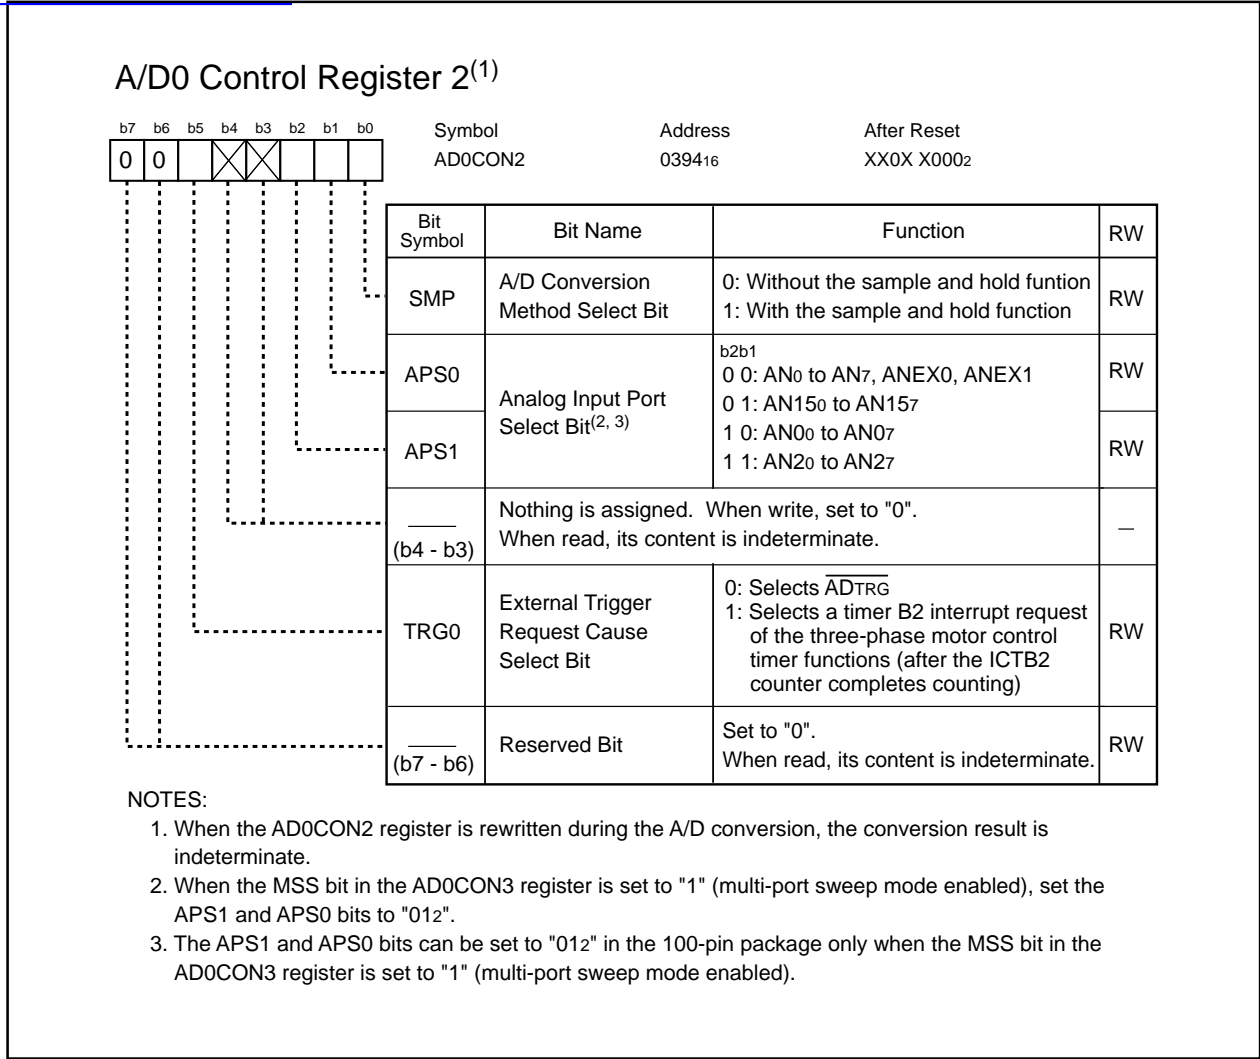 A/D0 Control Register 2(1)
b7 b6 b5 b4 b3 b2 b1 b0
0 0
Symbol Address After Reset
AD0CON2 039416 XX0X X0002
Bit Symbol Bit Name Function RW
SMP
A/D Conversion
Method Select Bit
0: Without the sample and hold funtion
1: With the sample and hold function
RW
APS0
APS1
Analog Input Port
Select Bit(2, 3)
b2b1
0 0: AN0 to AN7, ANEX0, ANEX1
0 1: AN150 to AN157
1 0: AN00 to AN07
1 1: AN20 to AN27
RW
RW
(b4 - b3)
Nothing is assigned. When write, set to "0".
When read, its content is indeterminate.
—
TRG0
External Trigger
Request Cause
Select Bit
0: Selects ADTRG
1: Selects a timer B2 interrupt request
of the three-phase motor control
timer functions (after the ICTB2
counter completes counting)
RW
(b7 - b6)
Reserved Bit
Set to "0".
When read, its content is indeterminate.
RW
NOTES:
1. When the AD0CON2 register is rewritten during the A/D conversion, the conversion result is
indeterminate.
2. When the MSS bit in the AD0CON3 register is set to "1" (multi-port sweep mode enabled), set the
APS1 and APS0 bits to "012".
3. The APS1 and APS0 bits can be set to "012" in the 100-pin package only when the MSS bit in the
AD0CON3 register is set to "1" (multi-port sweep mode enabled).